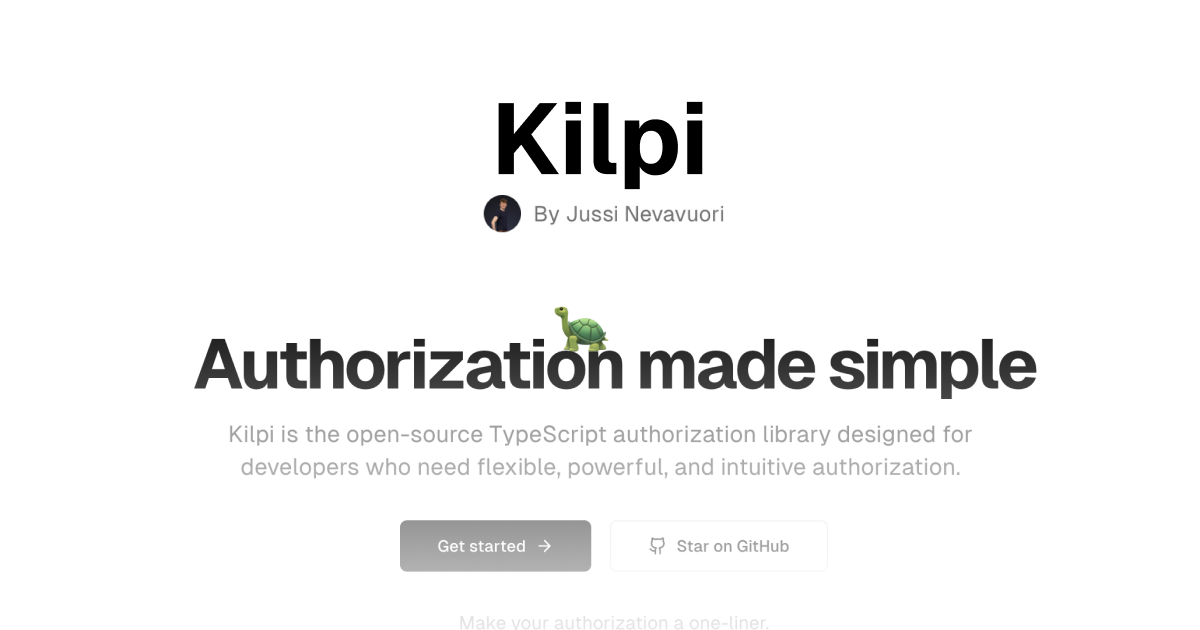 Kilpi
By Jussi Nevavuori
Authorization made simple
Kilpi is the open-source TypeScript authorization library designed for
developers who need flexible, powerful, and intuitive authorization.
Get started
Star on GitHub
Make your authorization a one-liner.